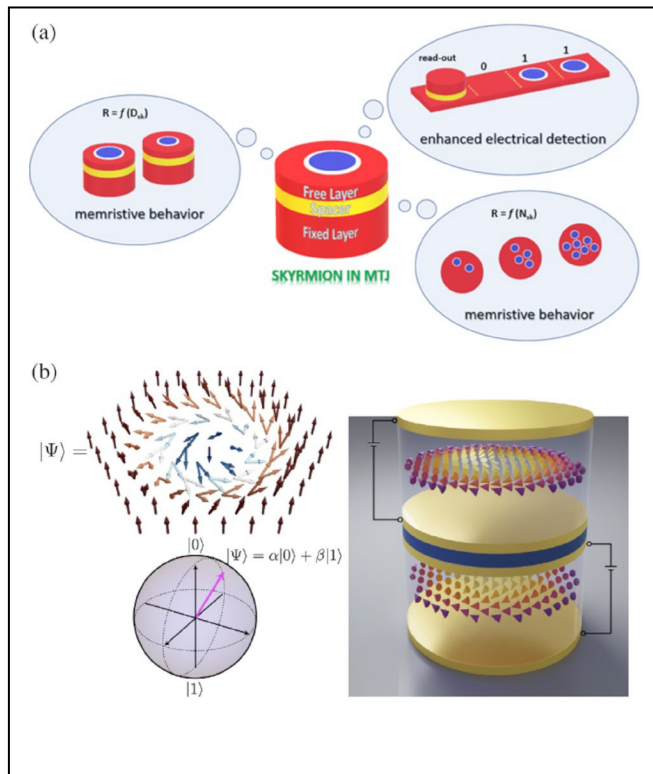 (a)
R = f (D_sk)
memristive behavior
Free Layer
Spacer
Fixed Layer
SKYRMION IN MTJ
read-out
0
1
1
enhanced electrical detection
R = f (N_sk)
memristive behavior
(b)
|Ψ⟩ =
|0⟩
|Ψ⟩ = α|0⟩ + β|1⟩
|1⟩